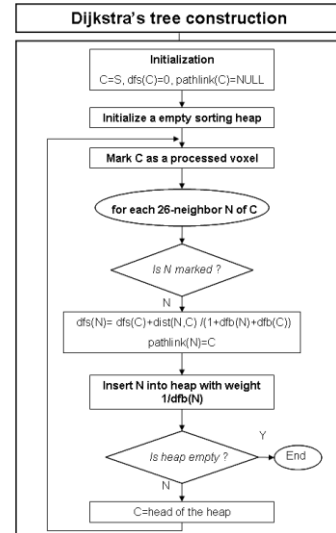 Dijkstra's tree construction
Initialization
C=S, dfs(C)=0, pathlink(C)=NULL
Initialize a empty sorting heap
Mark C as a processed voxel
for each 26-neighbor N of C
Is N marked ?
N
dfs(N)= dfs(C)+dist(N,C) /(1+dfb(N)+dfb(C))
pathlink(N)=C
Insert N into heap with weight
1/dfb(N)
Is heap empty ?
Y
End
N
C=head of the heap